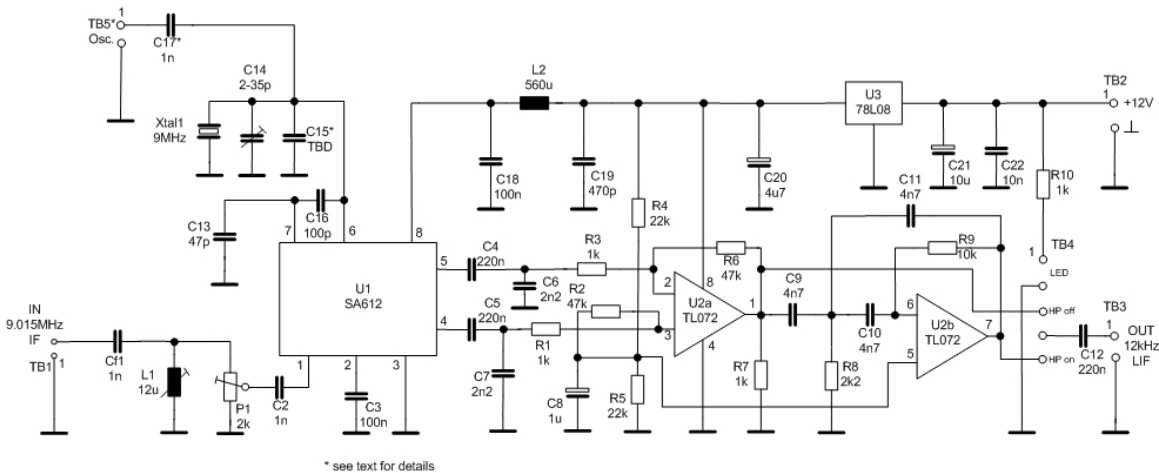 TB5*
Osc.
1
C17*
1n
C14
2-35p
Xtal1
9MHz
C15*
TBD
C13
47p
C16
100p
7
6
8
U1
SA612
5
4
1
2
3
IN
9.015MHz
IF
TB1
1
Cf1
1n
L1
12u
P1
2k
C2
1n
C3
100n
L2
560u
C18
100n
C19
470p
C20
4u7
U3
78L08
C21
10u
C22
10n
TB2
1
+12V
R10
1k
R4
22k
C4
220n
C6
2n2
R3
1k
R2
47k
C5
220n
R1
1k
C7
2n2
C8
1u
R5
22k
R6
47k
2
3
8
4
1
U2a
TL072
R7
1k
C9
4n7
C10
4n7
C11
4n7
R9
10k
R8
2k2
6
5
7
U2b
TL072
TB4
1
LED
HP off
HP on
TB3
1
C12
220n
OUT
12kHz
LIF
* see text for details